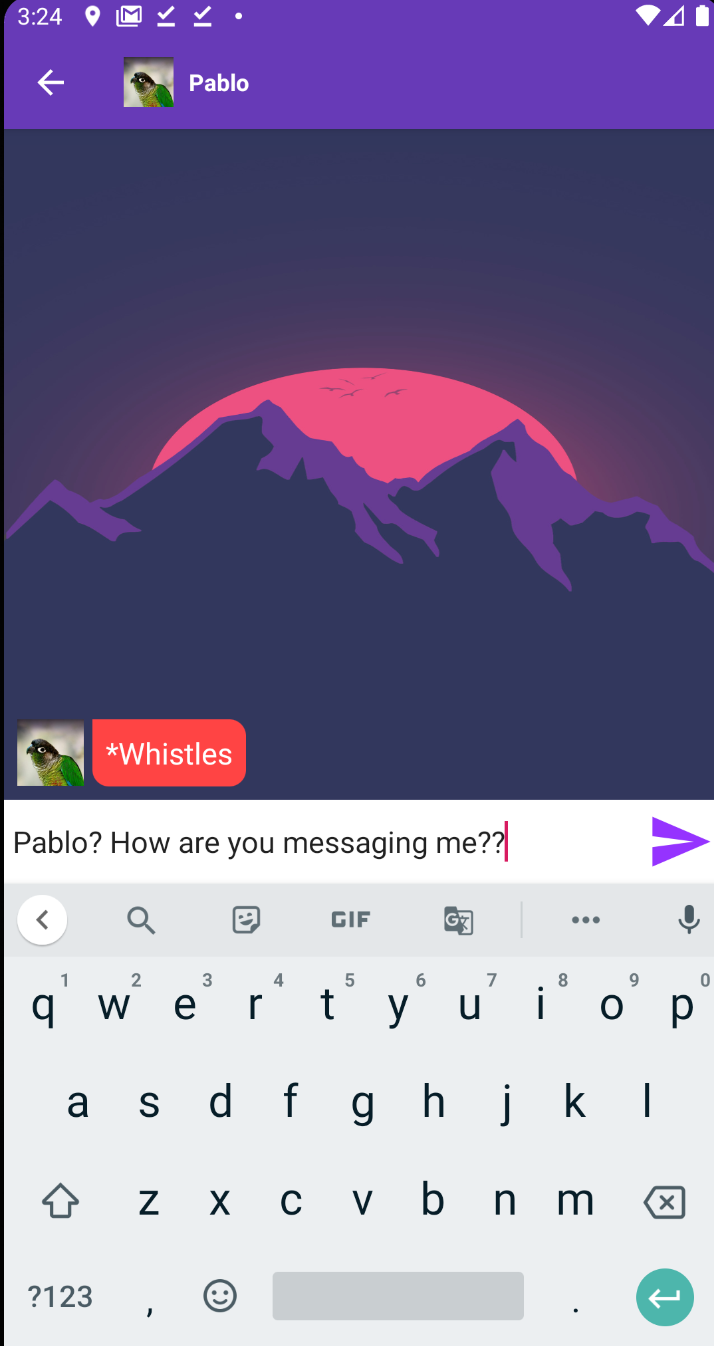 3:24
Pablo
*Whistles
Pablo? How are you messaging me??
GIF
1 2 3 4 5 6 7 8 9 0
q w e r t y u i o p
a s d f g h j k l
z x c v b n m
?123 , .